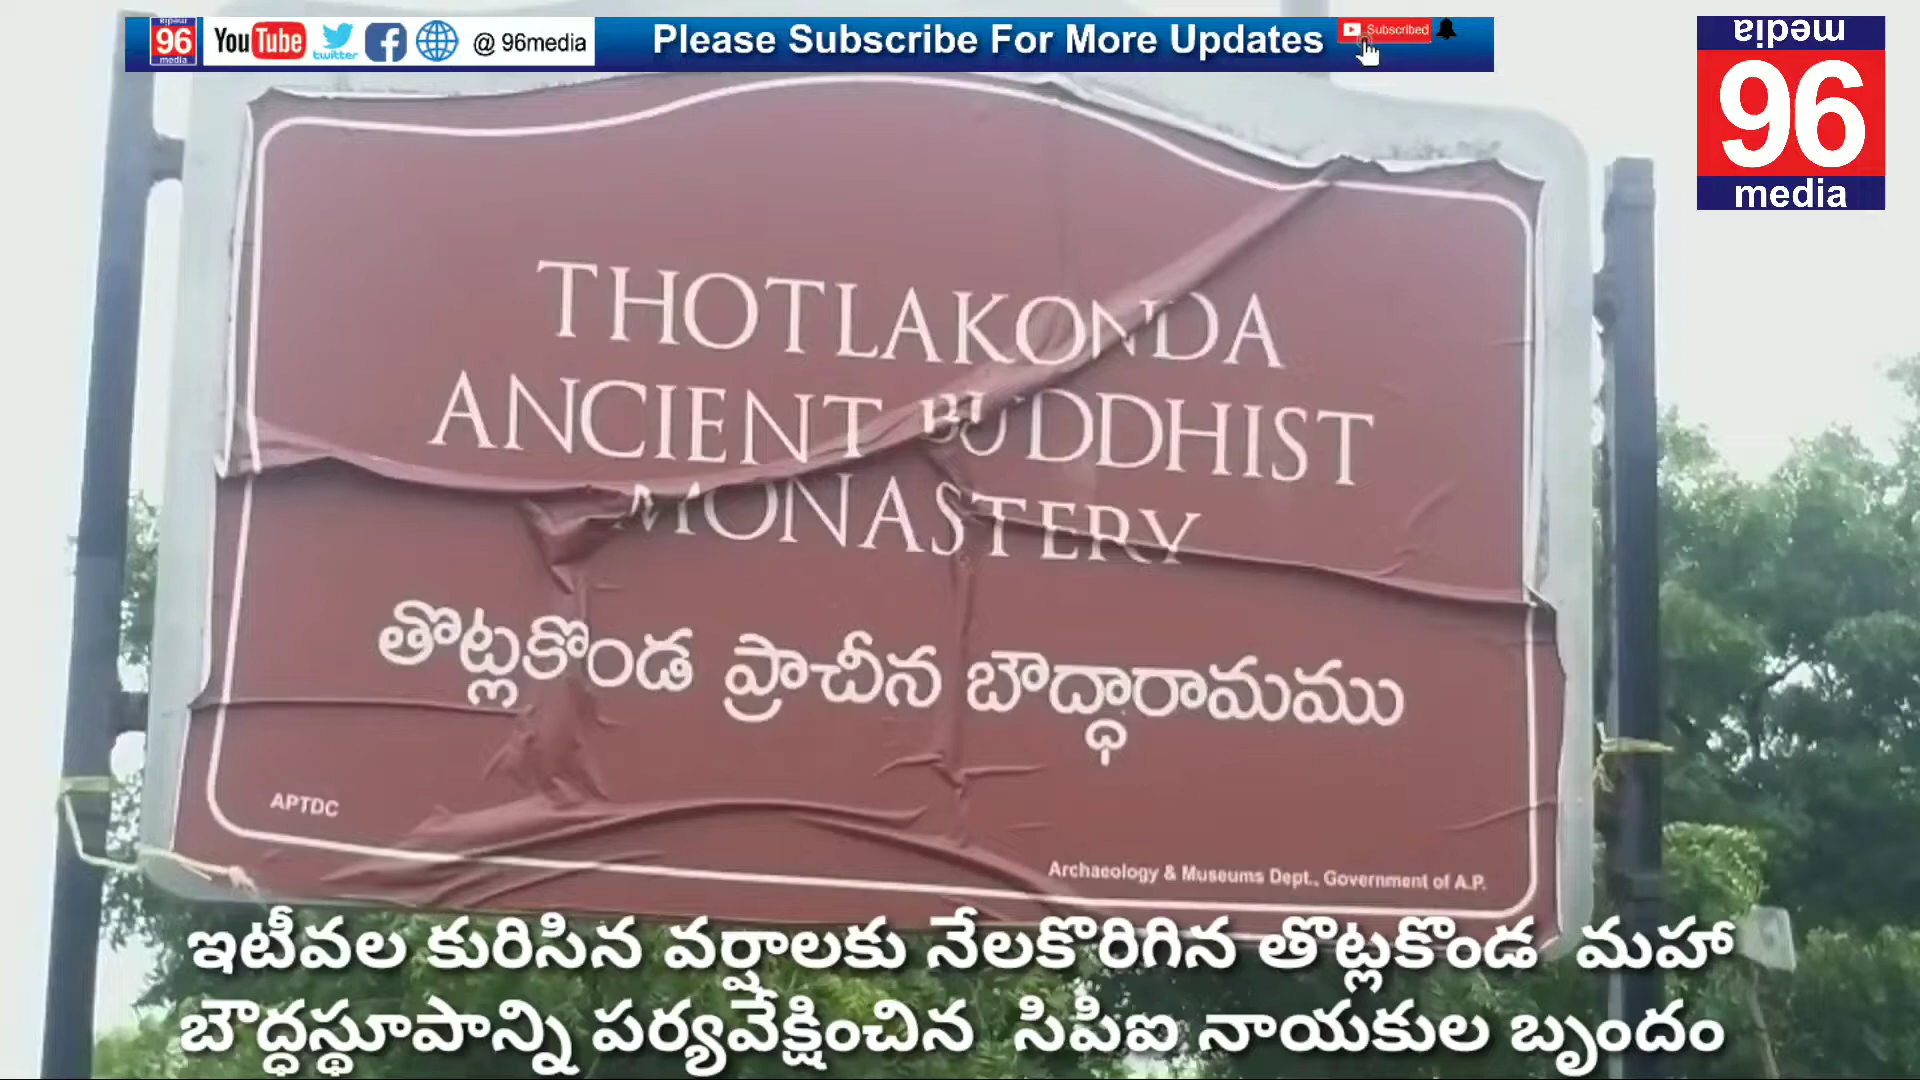 96 media
YouTube twitter @ 96media
Please Subscribe For More Updates
Subscribed
media
96
media
THOTLAKONDA
ANCIENT BUDDHIST
MONASTERY
తొట్లకొండ ప్రాచీన బౌద్ధారామము
APTDC
Archaeology & Museums Dept., Government of A.P.
ఇటీవల కురిసిన వర్షాలకు నేలకొరిగిన తొట్లకొండ మహా
బౌద్ధస్థూపాన్ని పర్యవేక్షించిన సిపిఐ నాయకుల బృందం